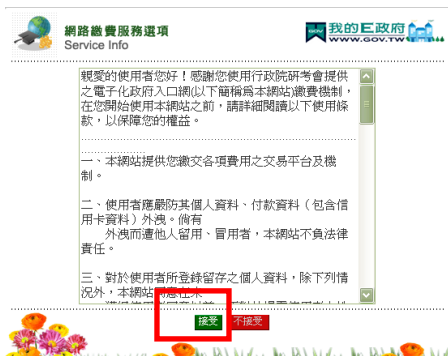 網路繳費服務選項
Service Info
我的E政府
WWW.GOV.TW
親愛的使用者您好！感謝您使用行政院研考會提供
之電子化政府入口網(以下簡稱為本網站)繳費機制，
在您開始使用本網站之前，請詳細閱讀以下使用條
款，以保障您的權益。
一、本網站提供您繳交各項費用之交易平台及機
制。
二、使用者應嚴防其個人資料、付款資料（包含信
用卡資料）外洩。倘有
外洩而遭他人留用、冒用者，本網站不負法律
責任。
三、對於使用者所登錄留存之個人資料，除下列情
況外，本網站同意在未
接受
不接受